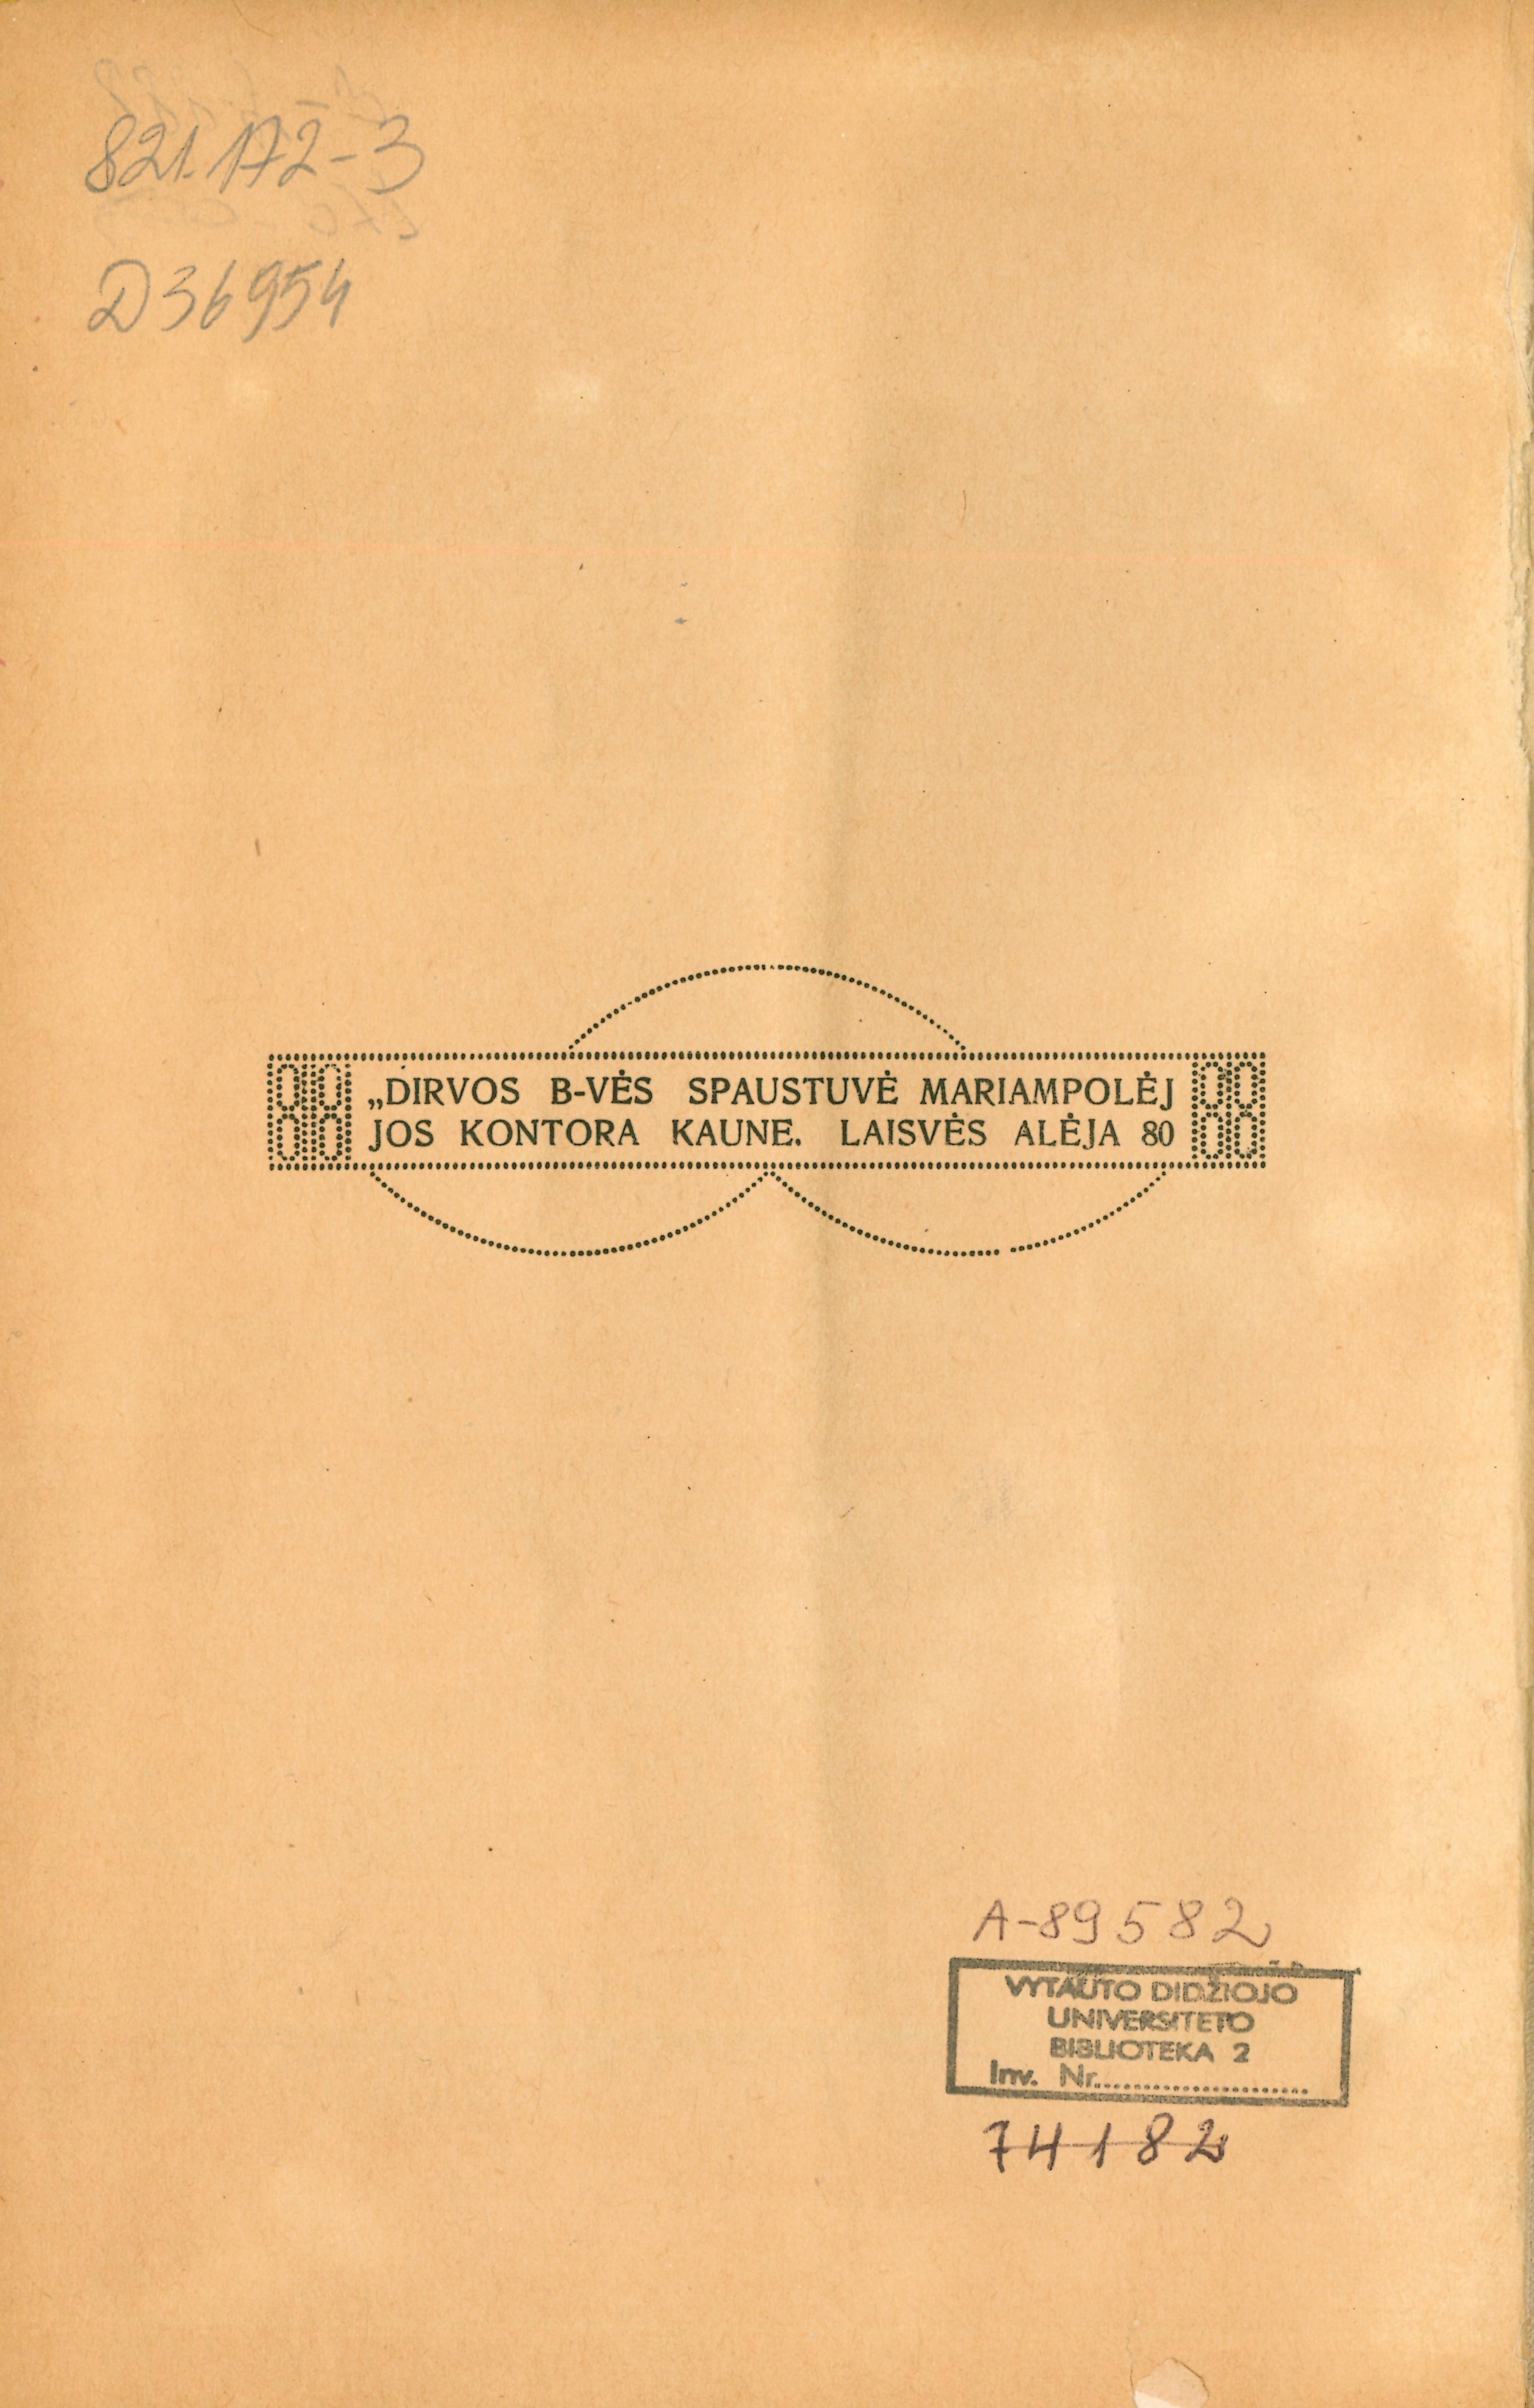 821.172-3
D36954
„DIRVOS B-VĖS SPAUSTUVĖ MARIAMPOLĖJ
JOS KONTORA KAUNE. LAISVĖS ALĖJA 80
A-89582
VYTAUTO DIDŽIOJO
UNIVERSITETO
BIBLIOTEKA 2
Inv. Nr.....................
74182